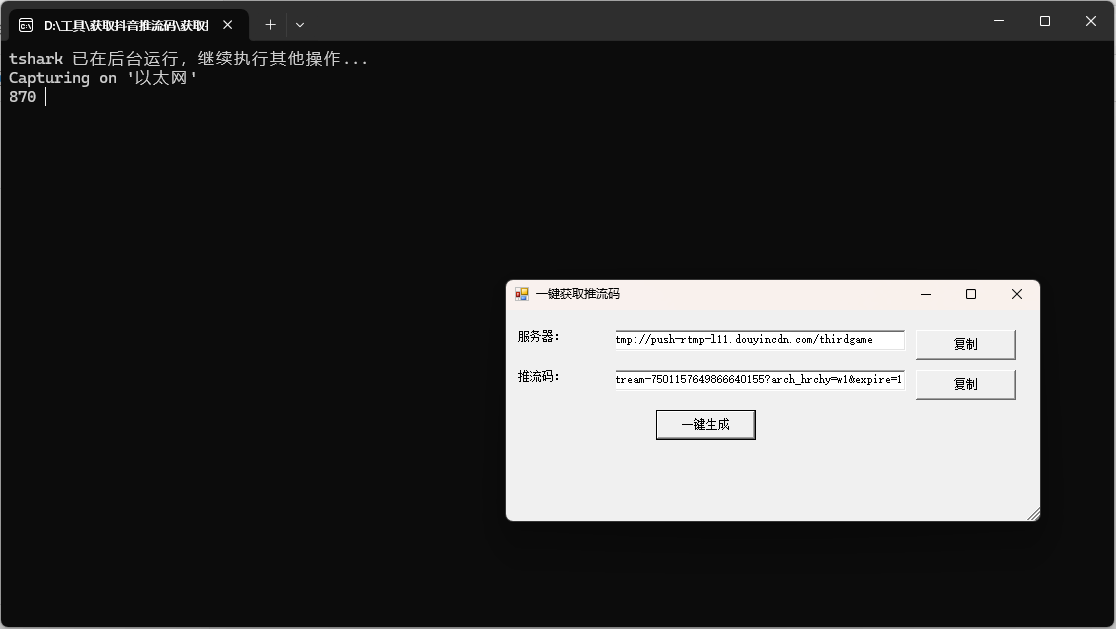 D:\工具\获取抖音推流码\获取
tshark 已在后台运行, 继续执行其他操作...
Capturing on '以太网'
870
一键获取推流码
服务器:
tmp://push-rtmp-l11.douyincdn.com/thirdgame
复制
推流码:
tream-7501157649866640155?arch_hrchy=w1&expire=1
复制
一键生成